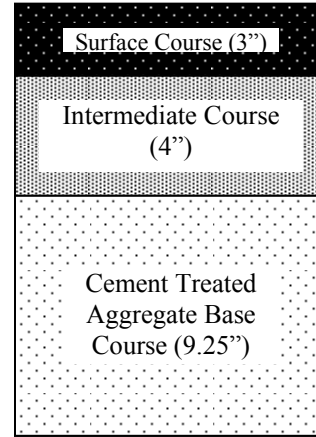 Surface Course (3”)
Intermediate Course
(4”)
Cement Treated
Aggregate Base
Course (9.25”)